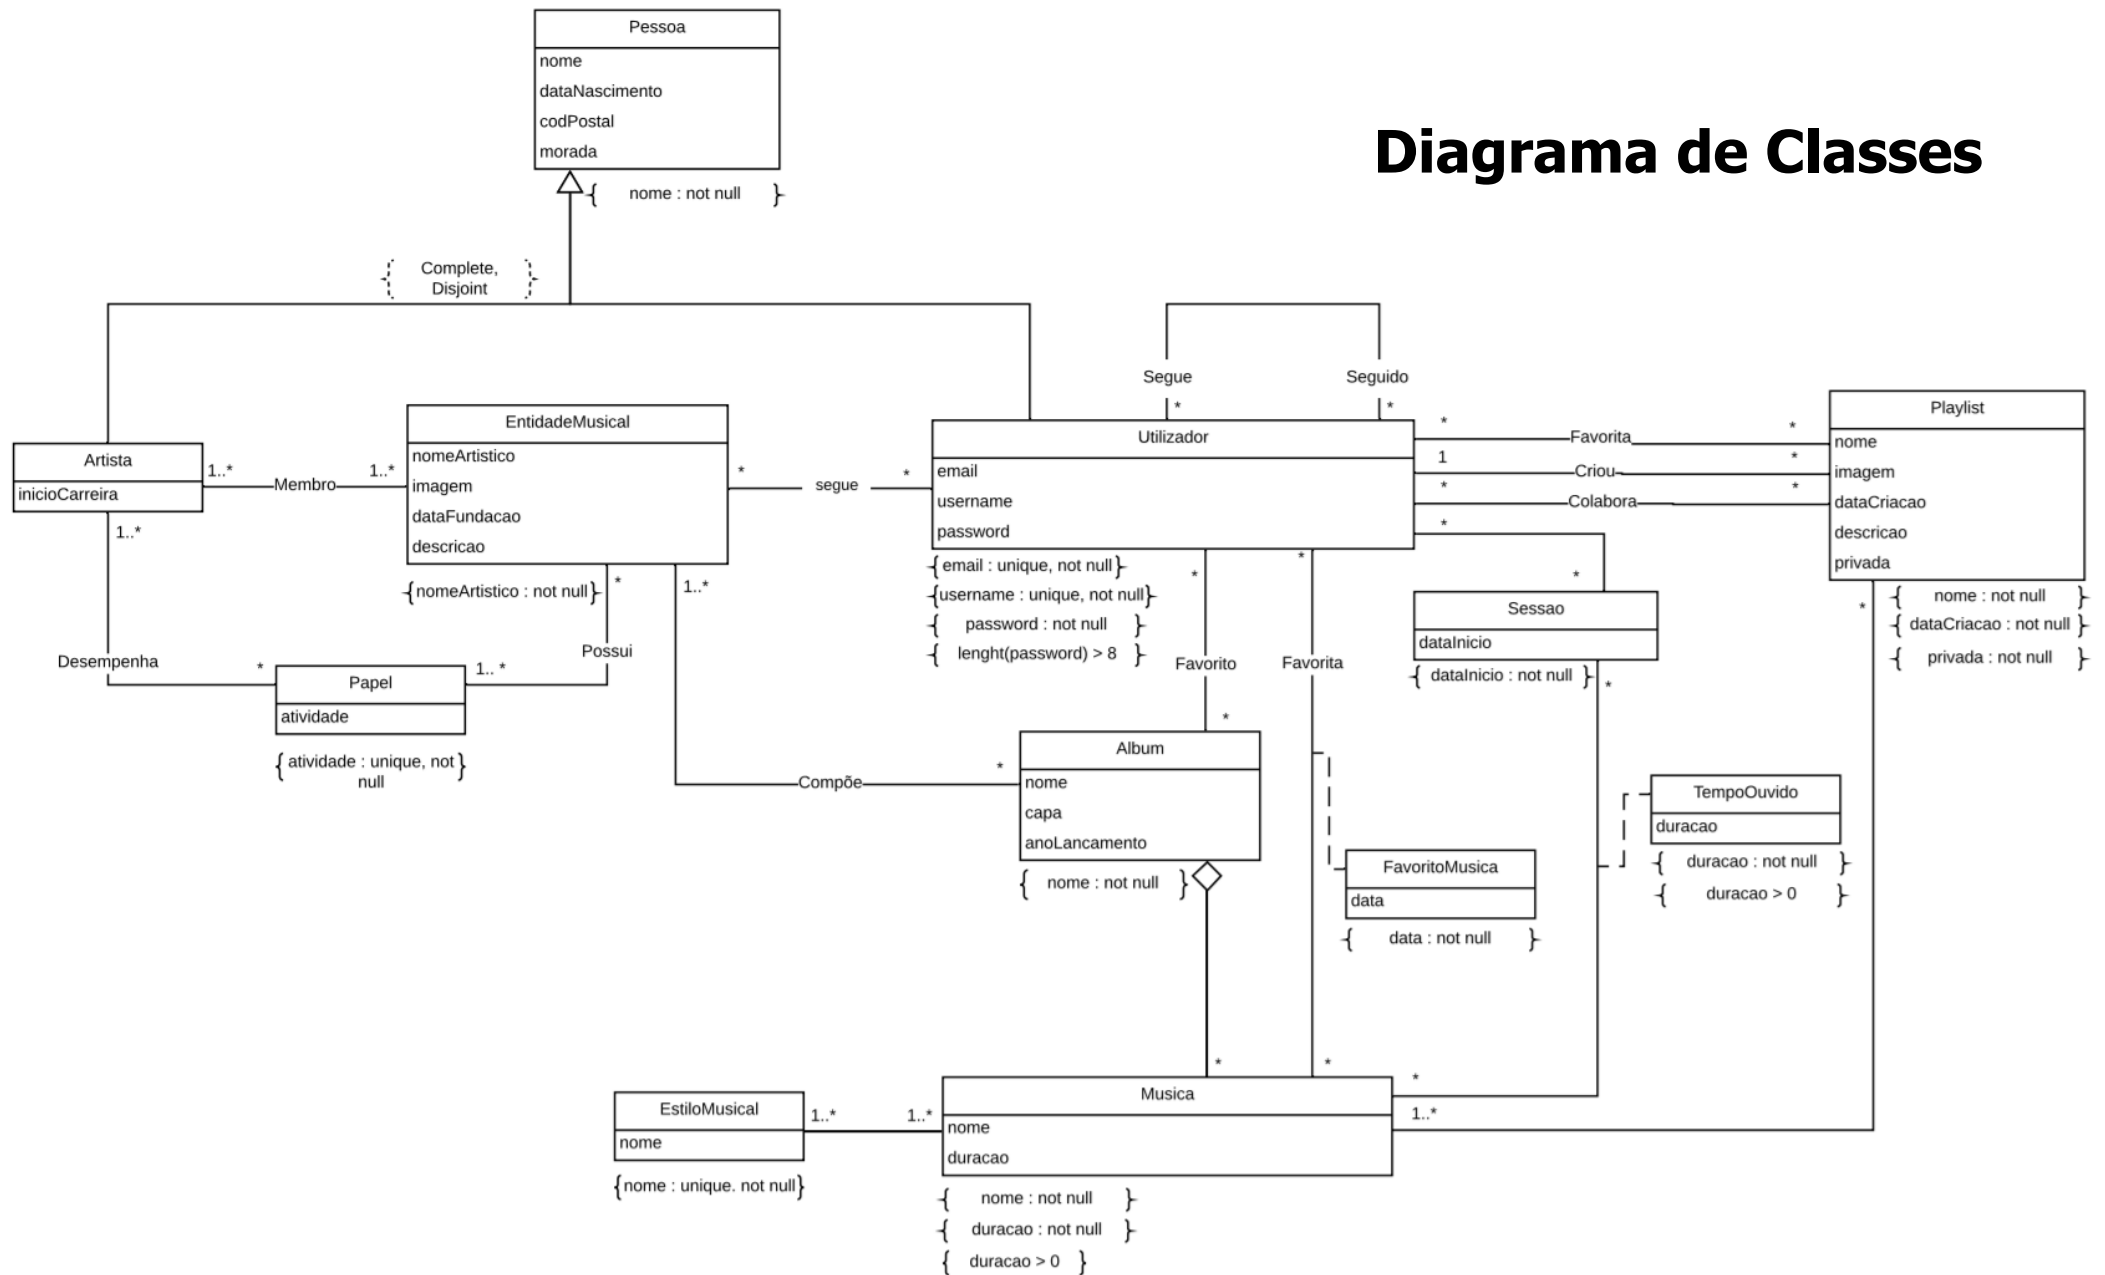 Pessoa
nome
dataNascimento
codPostal
morada
{ nome : not null }
Diagrama de Classes
{ Complete,
Disjoint }
Segue
Seguido
*
*
Artista
inicioCarreira
1..*
Membro
1..*
1..*
EntidadeMusical
nomeArtistico
imagem
dataFundacao
descricao
{nomeArtistico : not null}
*
segue
*
Utilizador
email
username
password
{email : unique, not null}
{username : unique, not null}
{ password : not null }
{ lenght(password) > 8 }
*
Favorita
*
1
Criou
*
*
Colabora
*
Playlist
nome
imagem
dataCriacao
descricao
privada
{ nome : not null }
{ dataCriacao : not null }
{ privada : not null }
*
*
*
Sessao
dataInicio
{ dataInicio : not null }
*
Desempenha
*
Papel
atividade
{ atividade : unique, not
null }
1.. *
Possui
*
1..*
Compõe
*
*
Favorito
*
*
Favorita
Album
nome
capa
anoLancamento
{ nome : not null }
TempoOuvido
duracao
{ duracao : not null }
{ duracao > 0 }
FavoritoMusica
data
{ data : not null }
*
*
*
1..*
EstiloMusical
nome
{nome : unique. not null}
1..*
1..*
Musica
nome
duracao
{ nome : not null }
{ duracao : not null }
{ duracao > 0 }